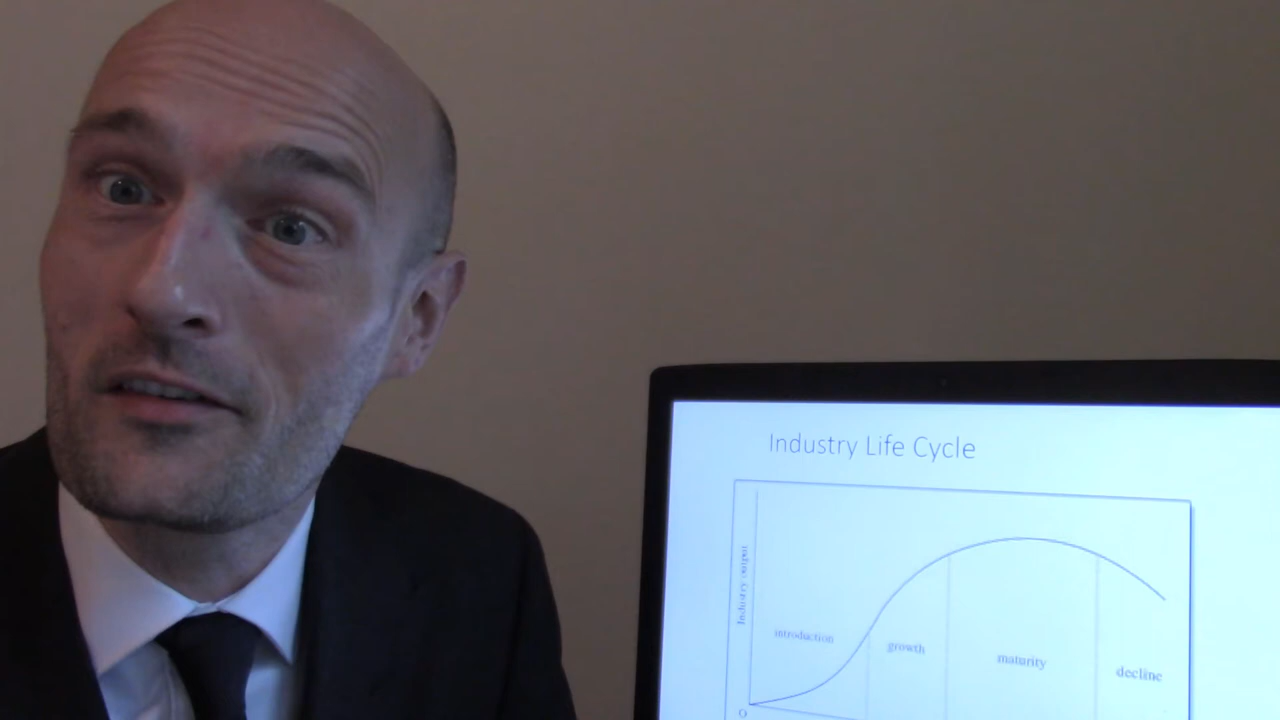 Industry Life Cycle
Industry output
introduction
growth
maturity
decline
O